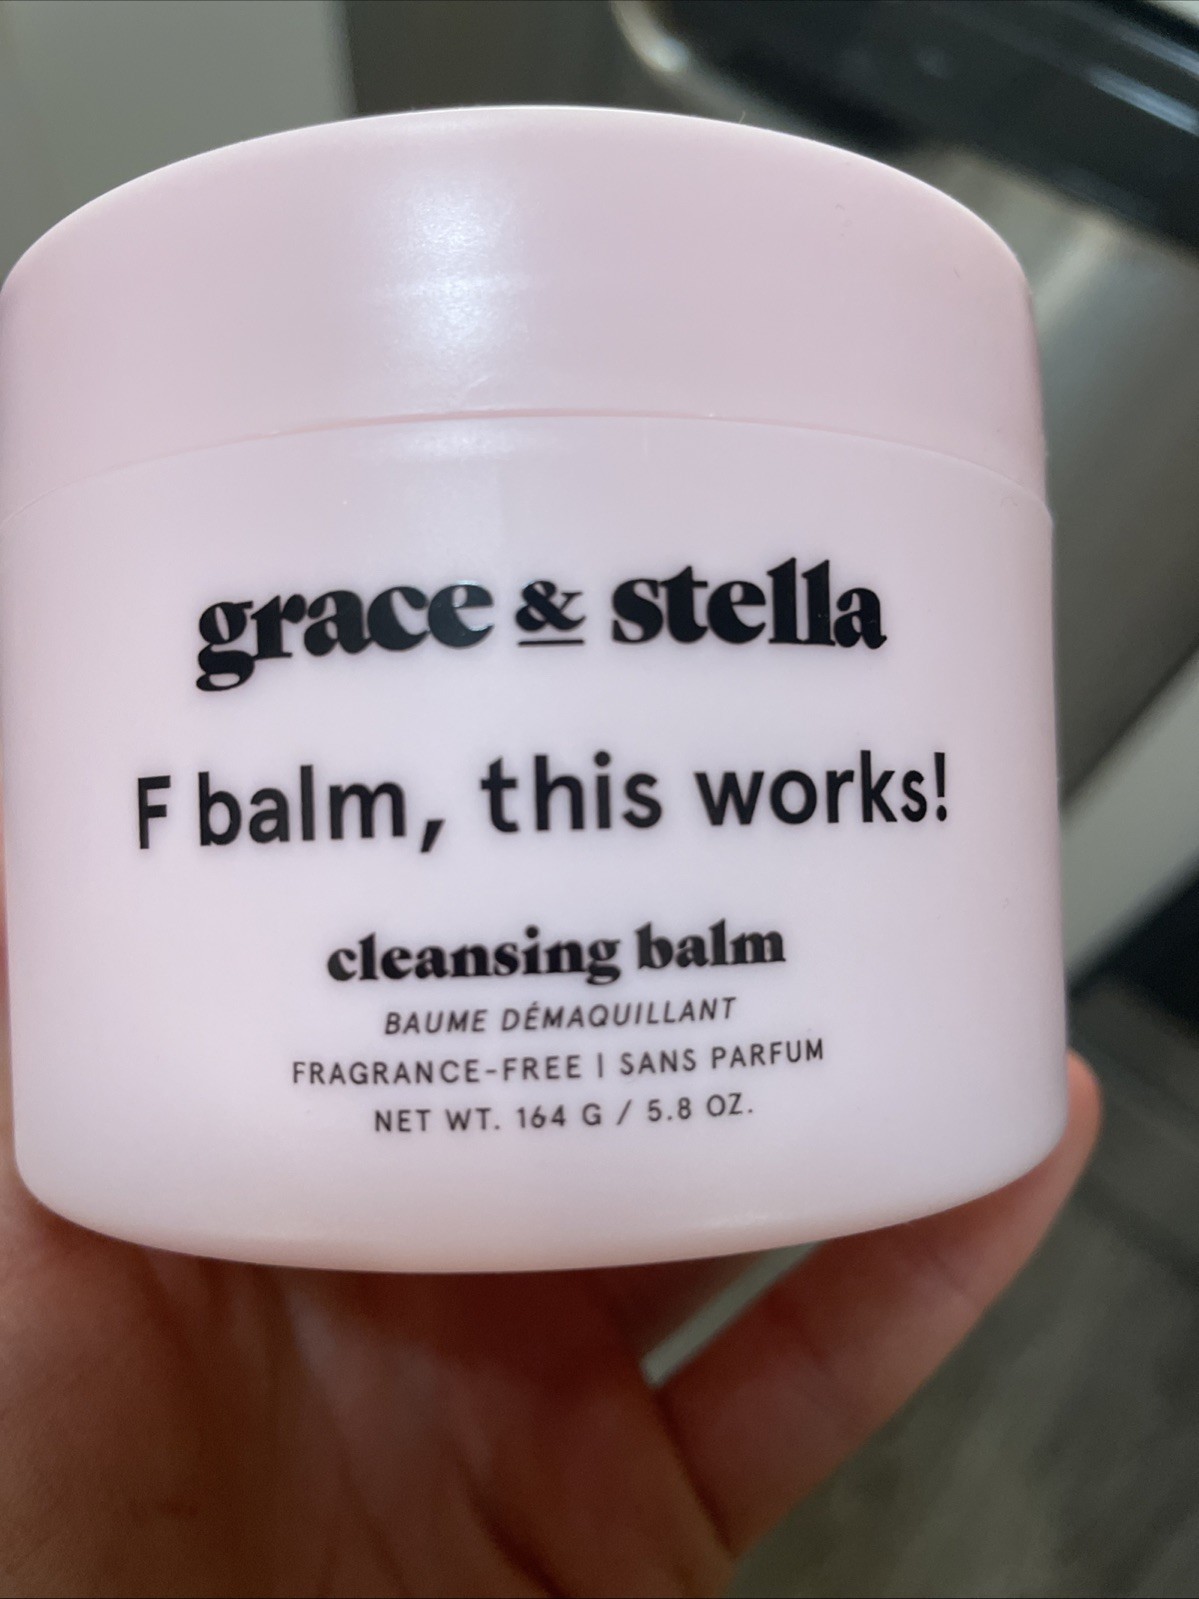 grace & stella
F balm, this works!
cleansing balm
BAUME DÉMAQUILLANT
FRAGRANCE-FREE | SANS PARFUM
NET WT. 164 G / 5.8 OZ.